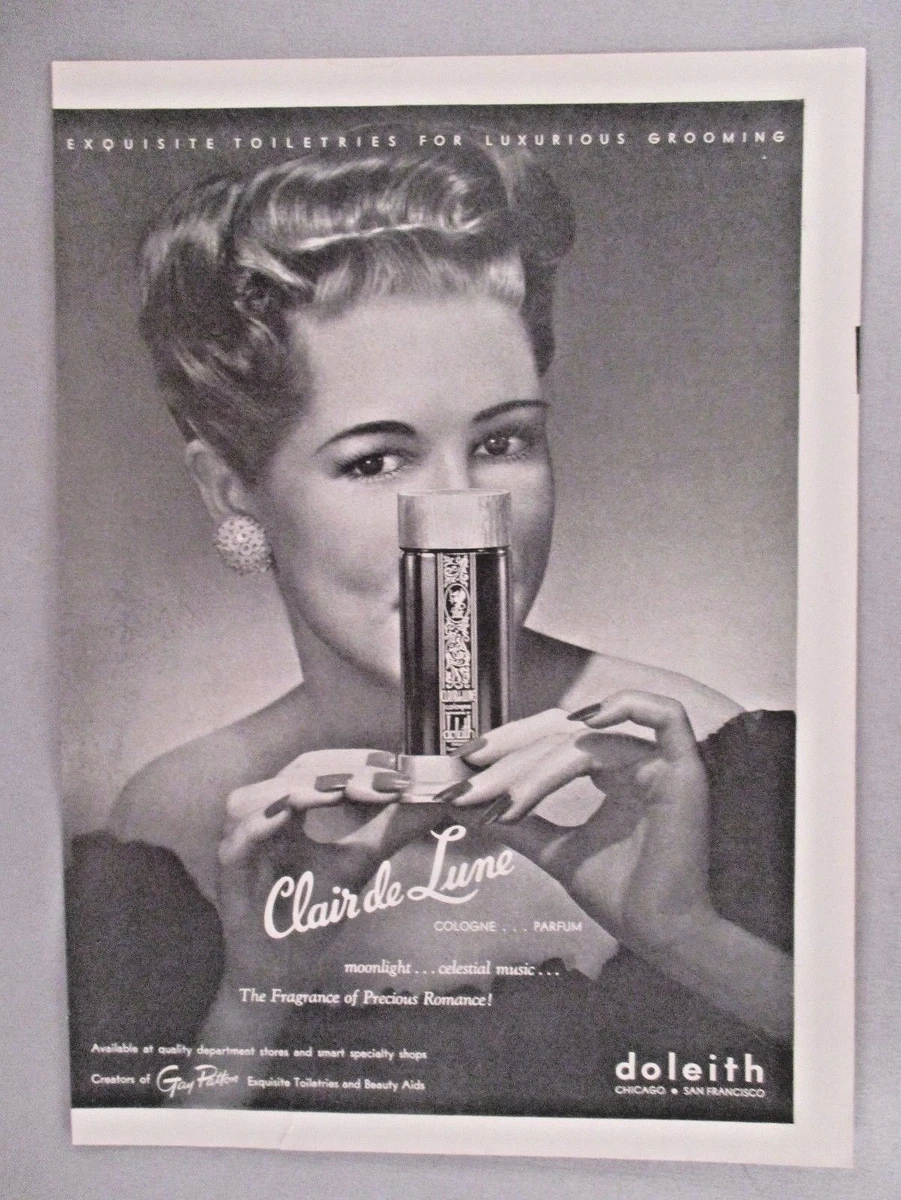 EXQUISITE TOILETRIES FOR LUXURIOUS GROOMING
cologne
doleith
Clair de Lune
COLOGNE . . . PARFUM
moonlight . . . celestial music . . .
The Fragrance of Precious Romance!
Available at quality department stores and smart specialty shops
Creators of Gay Patton Exquisite Toiletries and Beauty Aids
doleith
CHICAGO • SAN FRANCISCO